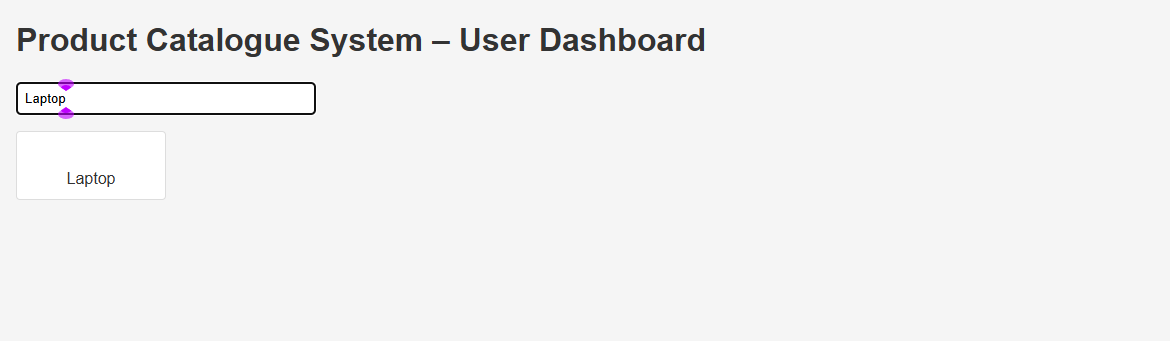 Product Catalogue System – User Dashboard
Laptop
Laptop